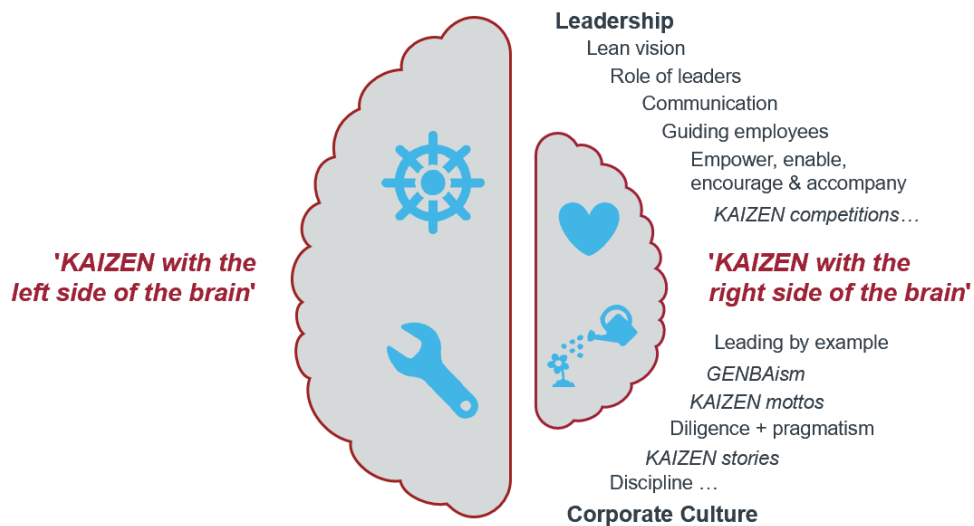 Leadership
Lean vision
Role of leaders
Communication
Guiding employees
Empower, enable,
encourage & accompany
KAIZEN competitions…
'KAIZEN with the
left side of the brain'
'KAIZEN with the
right side of the brain'
Leading by example
GENBAism
KAIZEN mottos
Diligence + pragmatism
KAIZEN stories
Discipline …
Corporate Culture